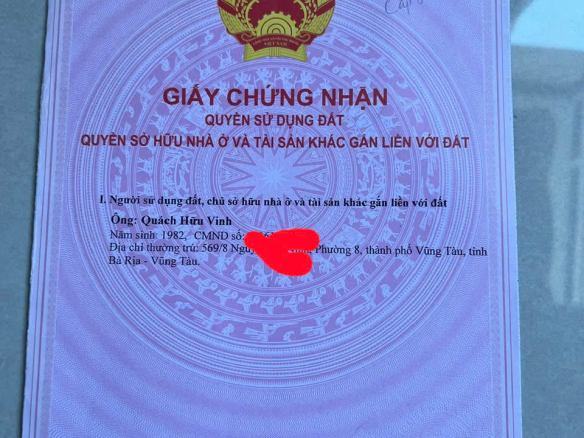 GIẤY CHỨNG NHẬN
QUYỀN SỬ DỤNG ĐẤT
QUYỀN SỞ HỮU NHÀ Ở VÀ TÀI SẢN KHÁC GẮN LIỀN VỚI ĐẤT
I. Người sử dụng đất, chủ sở hữu nhà ở và tài sản khác gắn liền với đất
Ông: Quách Hữu Vinh
Năm sinh: 1982, CMND số:
Địa chỉ thường trú: 569/8 Phường 8, thành phố Vũng Tàu, tỉnh
Bà Rịa - Vũng Tàu.